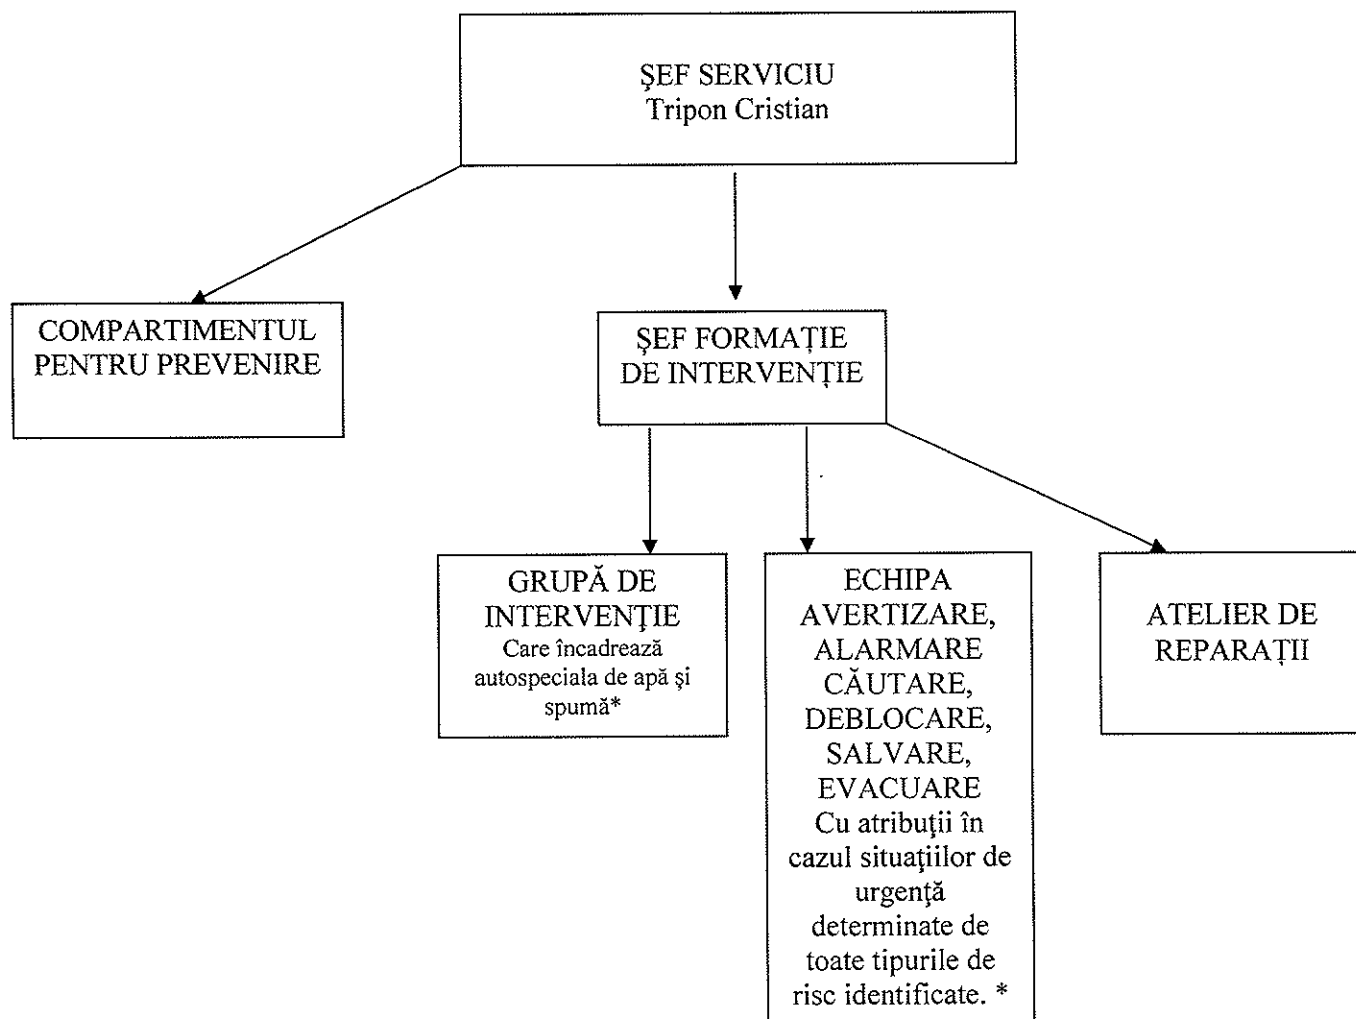 ŞEF SERVICIU
Tripon Cristian
COMPARTIMENTUL
PENTRU PREVENIRE
ŞEF FORMAŢIE
DE INTERVENŢIE
GRUPĂ DE
INTERVENŢIE
Care încadrează
autospeciala de apă şi
spumă*
ECHIPA
AVERTIZARE,
ALARMARE
CĂUTARE,
DEBLOCARE,
SALVARE,
EVACUARE
Cu atribuţii în
cazul situaţiilor de
urgenţă
determinate de
toate tipurile de
risc identificate. *
ATELIER DE
REPARAŢII